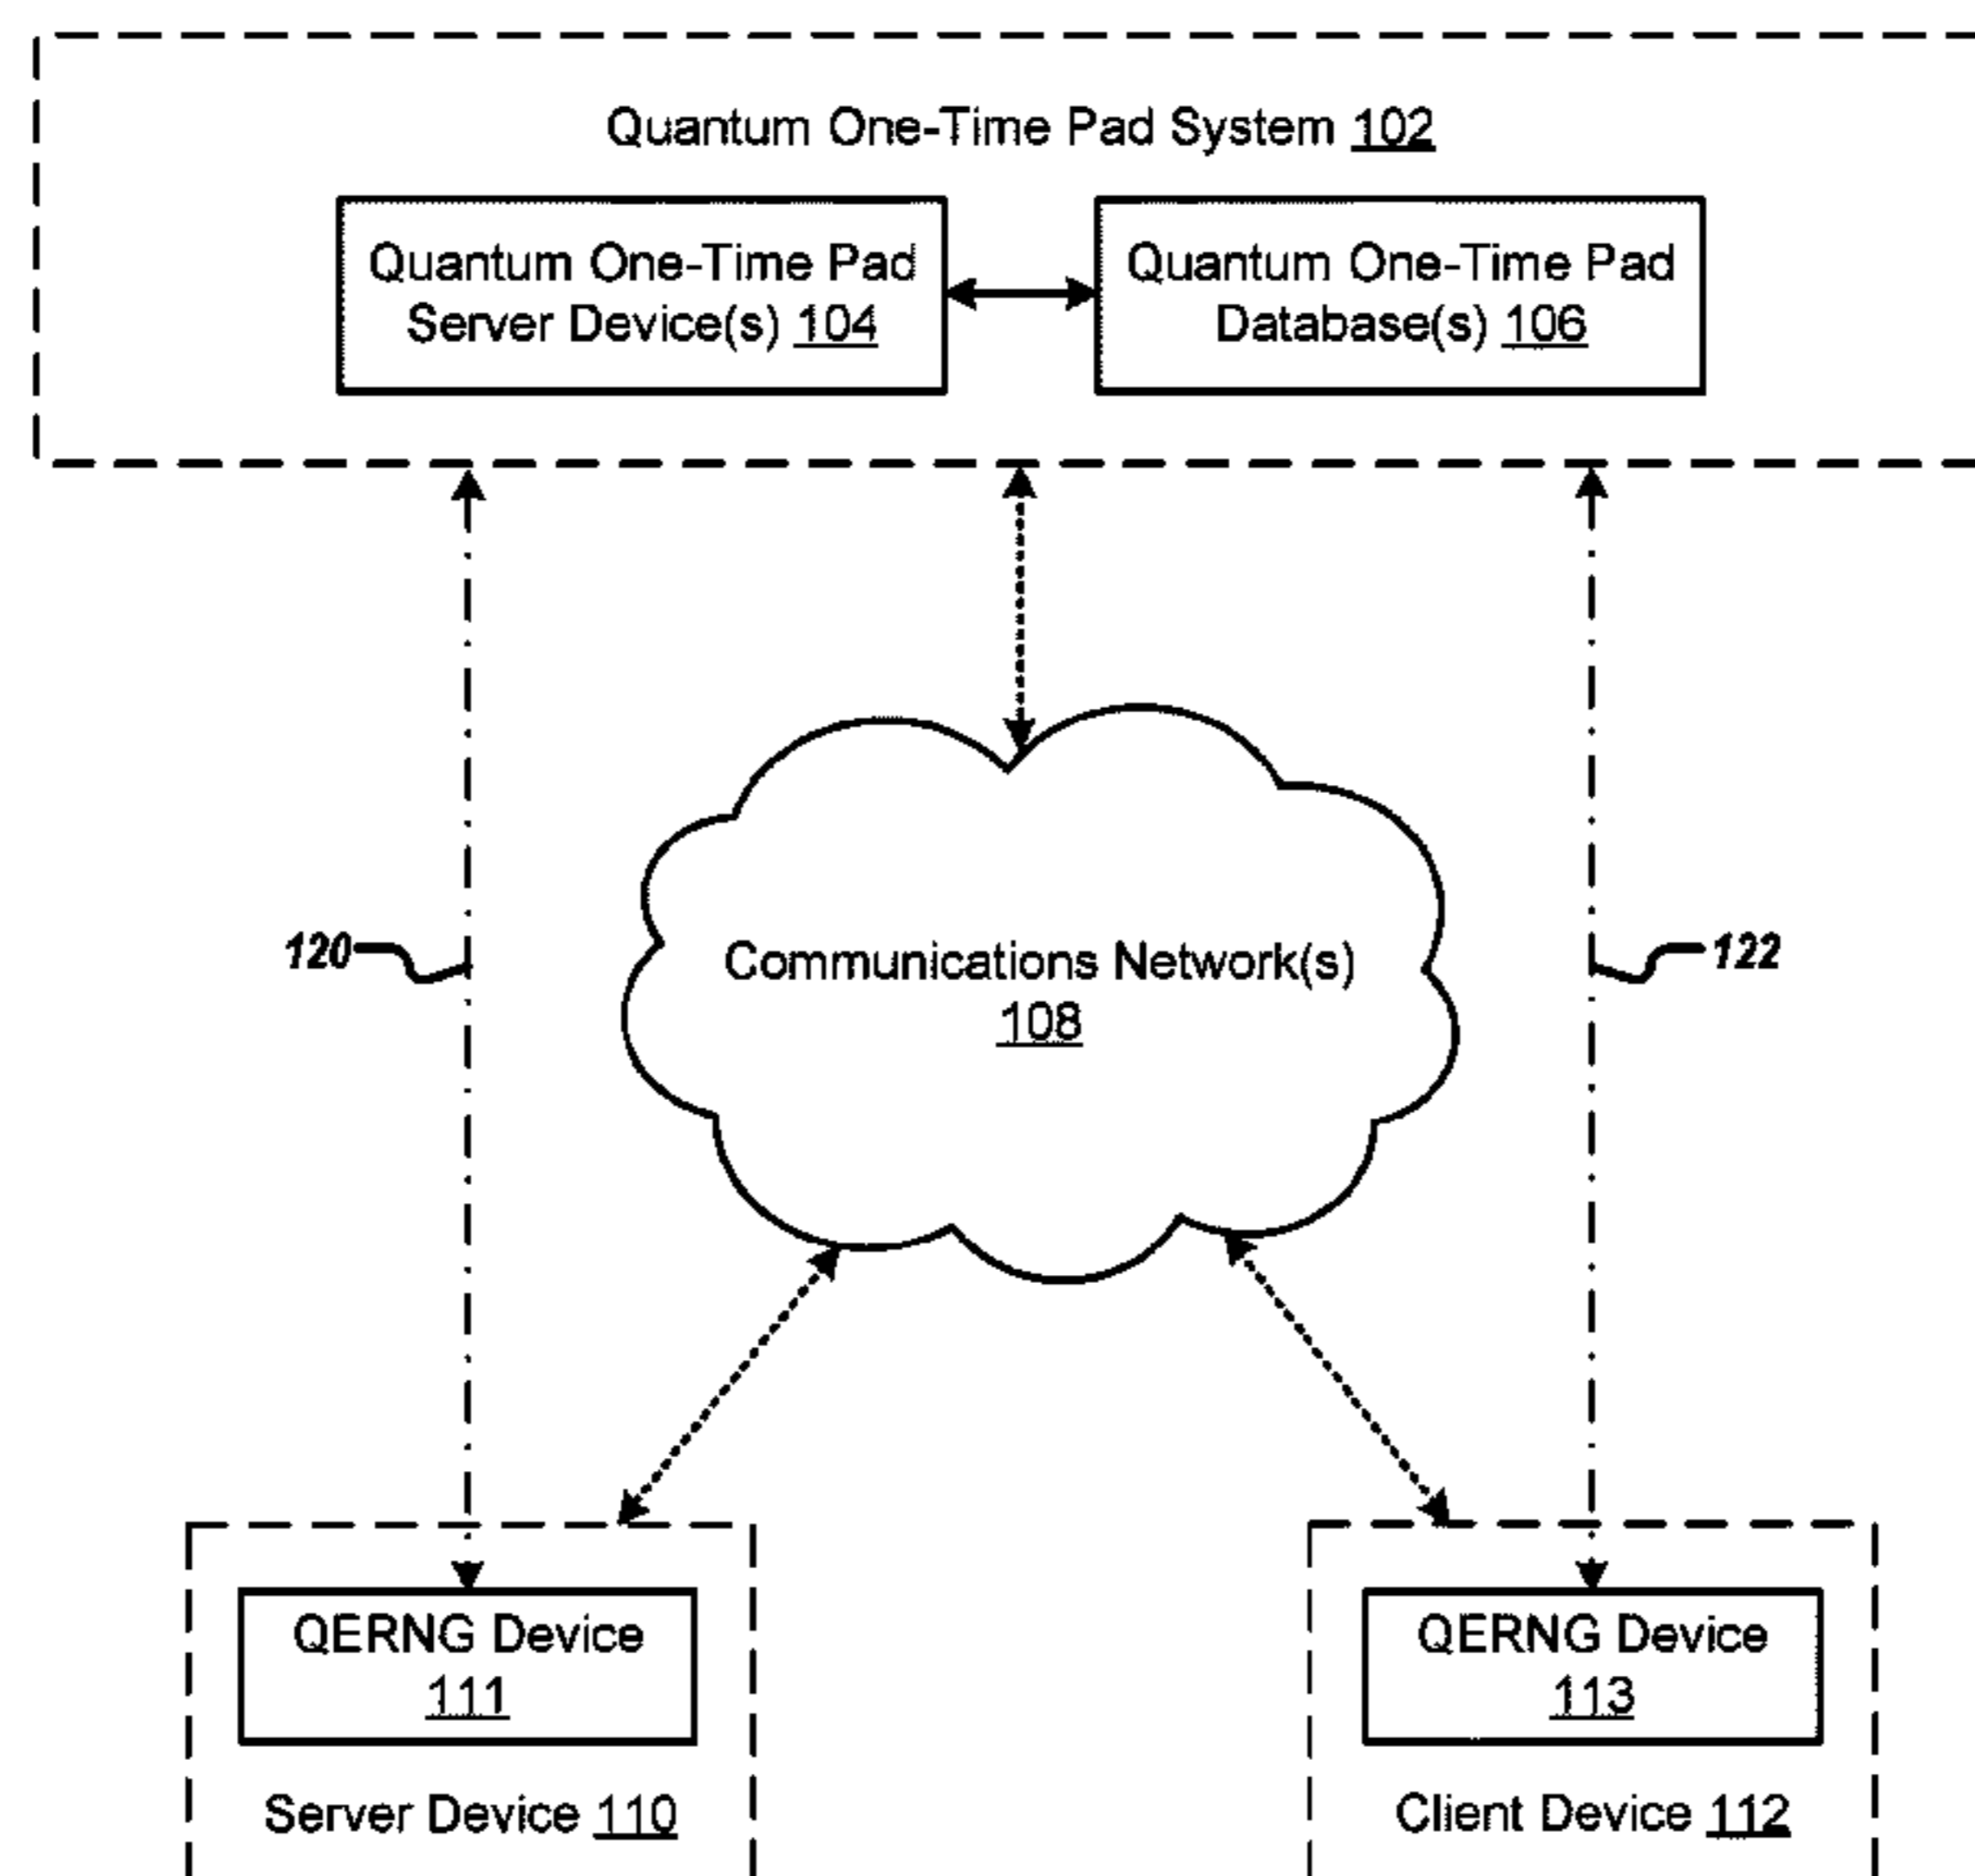 Quantum One-Time Pad System 102
Quantum One-Time Pad
Server Device(s) 104
Quantum One-Time Pad
Database(s) 106
120
Communications Network(s)
108
122
QERNG Device
111
Server Device 110
QERNG Device
113
Client Device 112